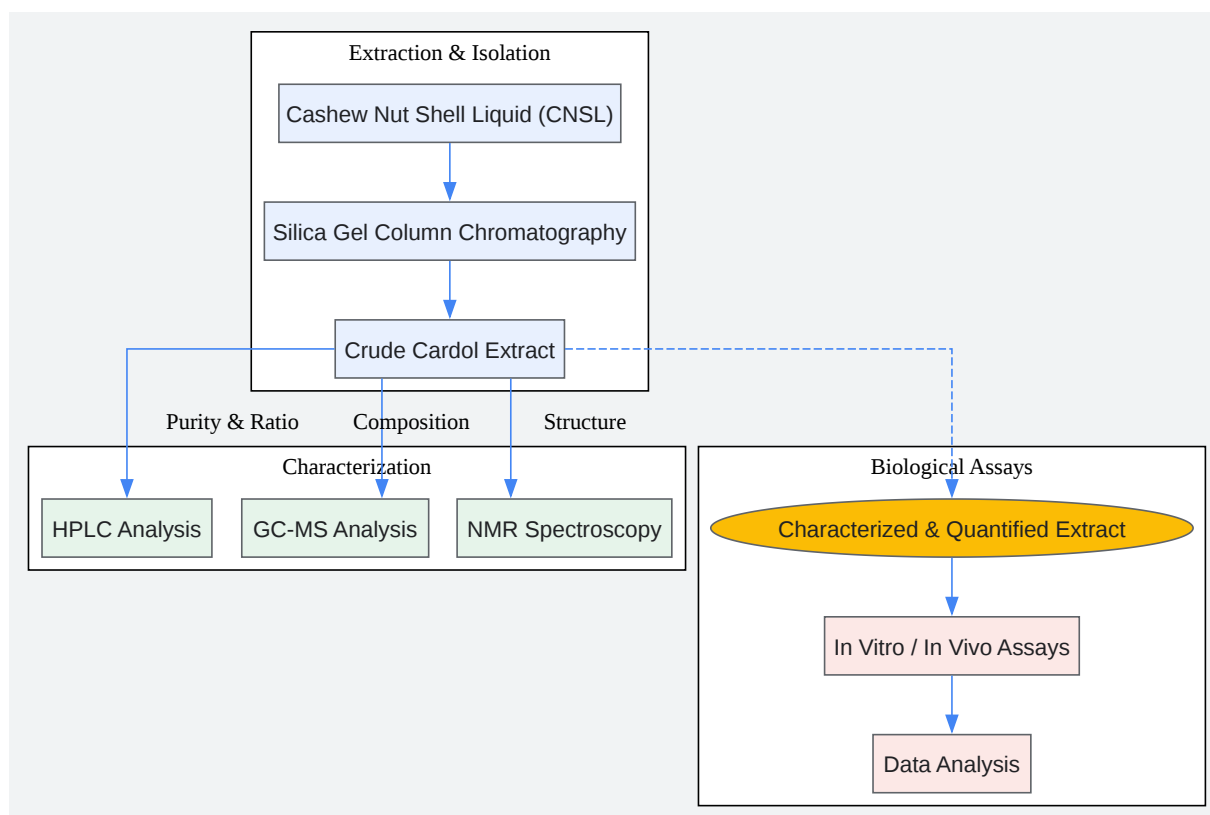 Extraction & Isolation
Cashew Nut Shell Liquid (CNSL)
Silica Gel Column Chromatography
Crude Cardol Extract
Purity & Ratio
Composition
Structure
Characterization
HPLC Analysis
GC-MS Analysis
NMR Spectroscopy
Biological Assays
Characterized & Quantified Extract
In Vitro / In Vivo Assays
Data Analysis